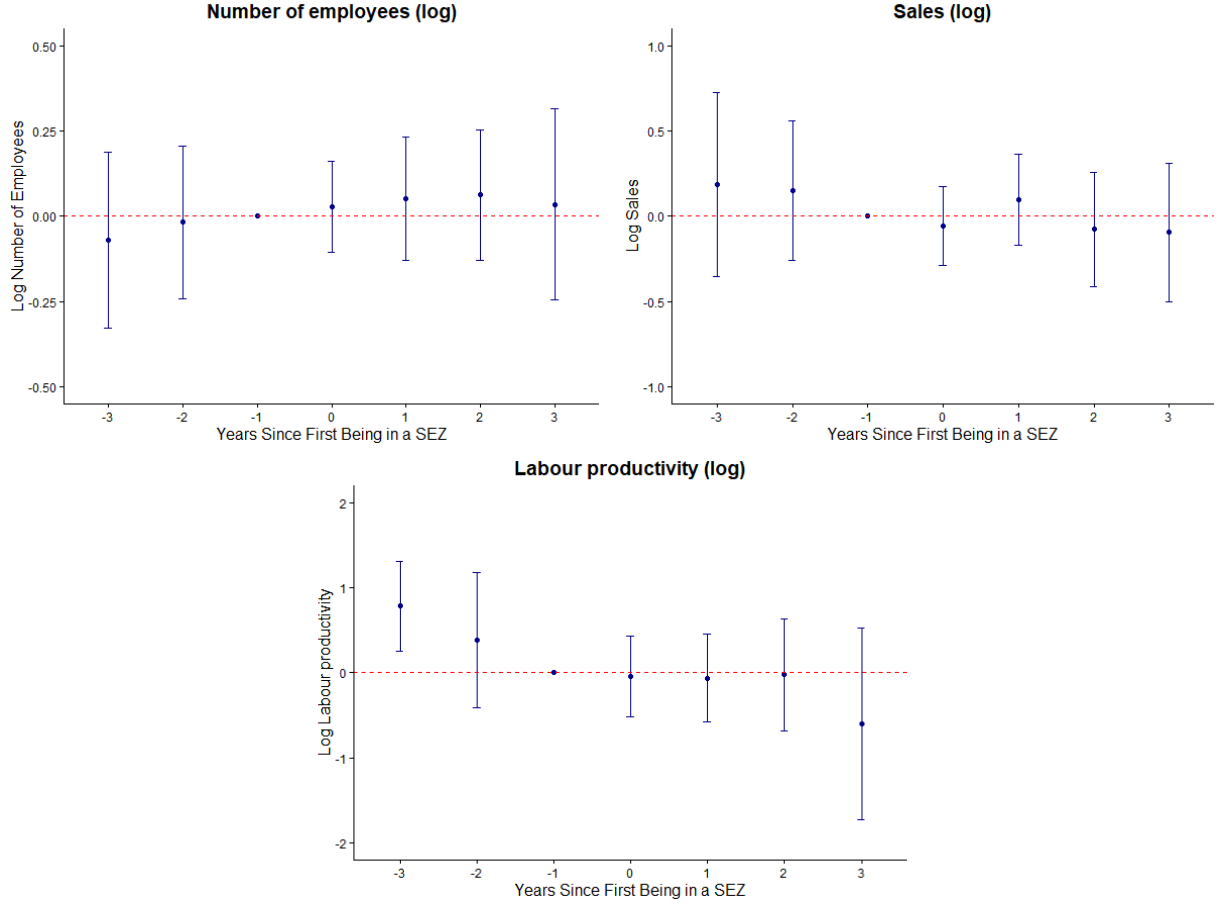 Number of employees (log)
Log Number of Employees
0.50
0.25
0.00
-0.25
-0.50
-3 -2 -1 0 1 2 3
Years Since First Being in a SEZ
Sales (log)
Log Sales
1.0
0.5
0.0
-0.5
-1.0
-3 -2 -1 0 1 2 3
Years Since First Being in a SEZ
Labour productivity (log)
Log Labour productivity
2
1
0
-1
-2
-3 -2 -1 0 1 2 3
Years Since First Being in a SEZ